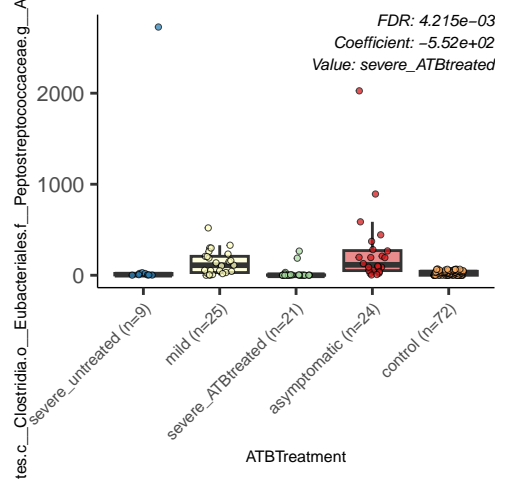 FDR: 4.215e−03
Coefficient: −5.52e+02
Value: severe_ATBtreated
tes.c__Clostridia.o__Eubacteriales.f__Peptostreptococcaceae.g__A
2000
1000
0
severe_untreated (n=9)
mild (n=25)
severe_ATBtreated (n=21)
asymptomatic (n=24)
control (n=72)
ATBTreatment